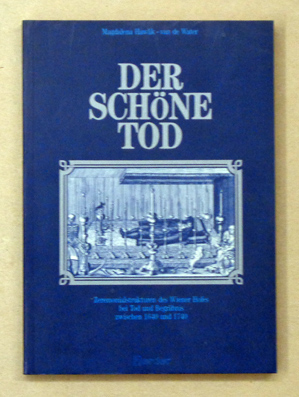 Magdalena Hawlik - van de Water
DER
SCHÖNE
TOD
Zeremonialstrukturen des Wiener Hofes
bei Tod und Begräbnis
zwischen 1640 und 1740